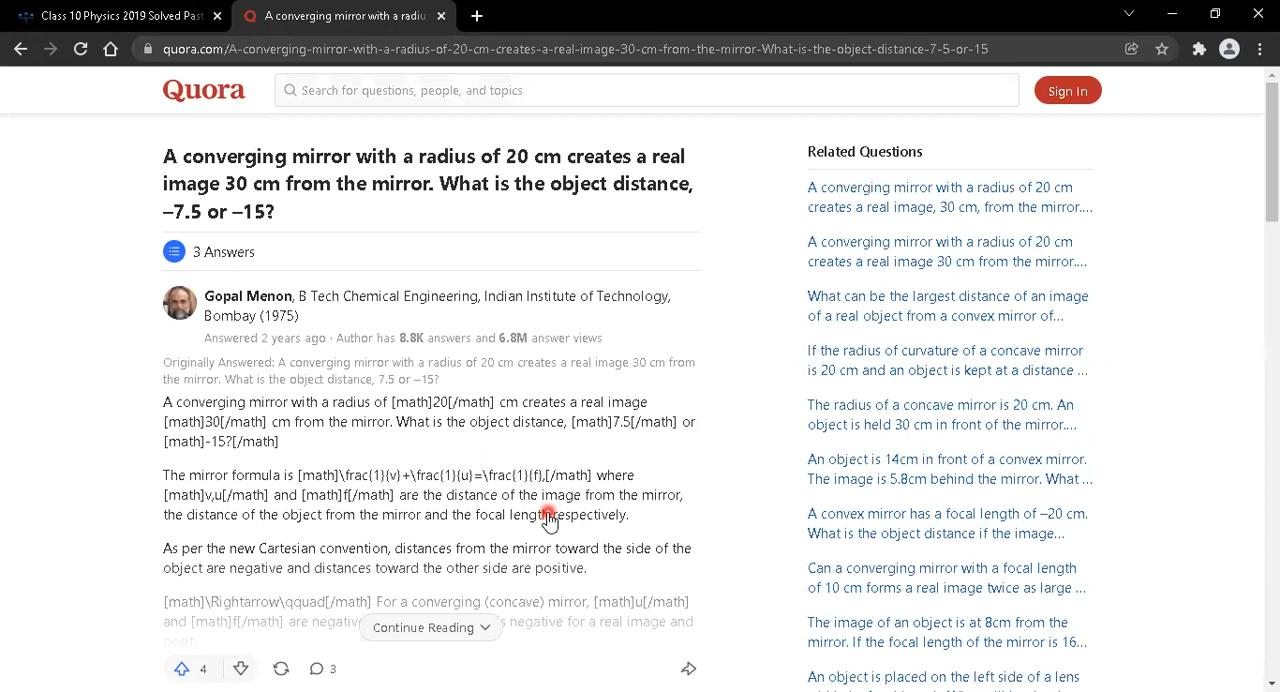 Class 10 Physics 2019 Solved Past
A converging mirror with a radiu
quora.com/A-converging-mirror-with-a-radius-of-20-cm-creates-a-real-image-30-cm-from-the-mirror-What-is-the-object-distance-7-5-or-15
Quora
Search for questions, people, and topics
Sign In
A converging mirror with a radius of 20 cm creates a real
image 30 cm from the mirror. What is the object distance,
–7.5 or –15?
3 Answers
Gopal Menon, B Tech Chemical Engineering, Indian Institute of Technology,
Bombay (1975)
Answered 2 years ago · Author has 8.8K answers and 6.8M answer views
Originally Answered: A converging mirror with a radius of 20 cm creates a real image 30 cm from
the mirror. What is the object distance, 7.5 or –15?
A converging mirror with a radius of [math]20[/math] cm creates a real image
[math]30[/math] cm from the mirror. What is the object distance, [math]7.5[/math] or
[math]-15?[/math]
The mirror formula is [math]\frac{1}{v}+\frac{1}{u}=\frac{1}{f},[/math] where
[math]v,u[/math] and [math]f[/math] are the distance of the image from the mirror,
the distance of the object from the mirror and the focal length respectively.
As per the new Cartesian convention, distances from the mirror toward the side of the
object are negative and distances toward the other side are positive.
[math]\Rightarrow\qquad[/math] For a converging (concave) mirror, [math]u[/math]
and [math]f[/math] are negative s negative for a real image and
positi
Continue Reading
4
3
Related Questions
A converging mirror with a radius of 20 cm
creates a real image, 30 cm, from the mirror....
A converging mirror with a radius of 20 cm
creates a real image 30 cm from the mirror....
What can be the largest distance of an image
of a real object from a convex mirror of...
If the radius of curvature of a concave mirror
is 20 cm and an object is kept at a distance ...
The radius of a concave mirror is 20 cm. An
object is held 30 cm in front of the mirror....
An object is 14cm in front of a convex mirror.
The image is 5.8cm behind the mirror. What ...
A convex mirror has a focal length of –20 cm.
What is the object distance if the image...
Can a converging mirror with a focal length
of 10 cm forms a real image twice as large ...
The image of an object is at 8cm from the
mirror. If the focal length of the mirror is 16...
An object is placed on the left side of a lens